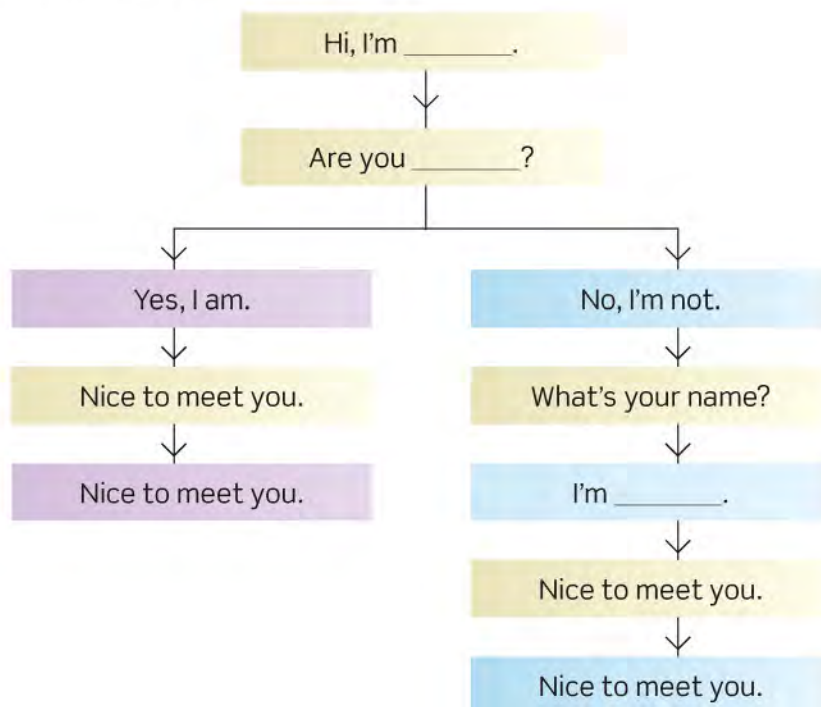 Hi, I'm ________.
Are you ________?
Yes, I am.
Nice to meet you.
Nice to meet you.
No, I'm not.
What's your name?
I'm ________.
Nice to meet you.
Nice to meet you.